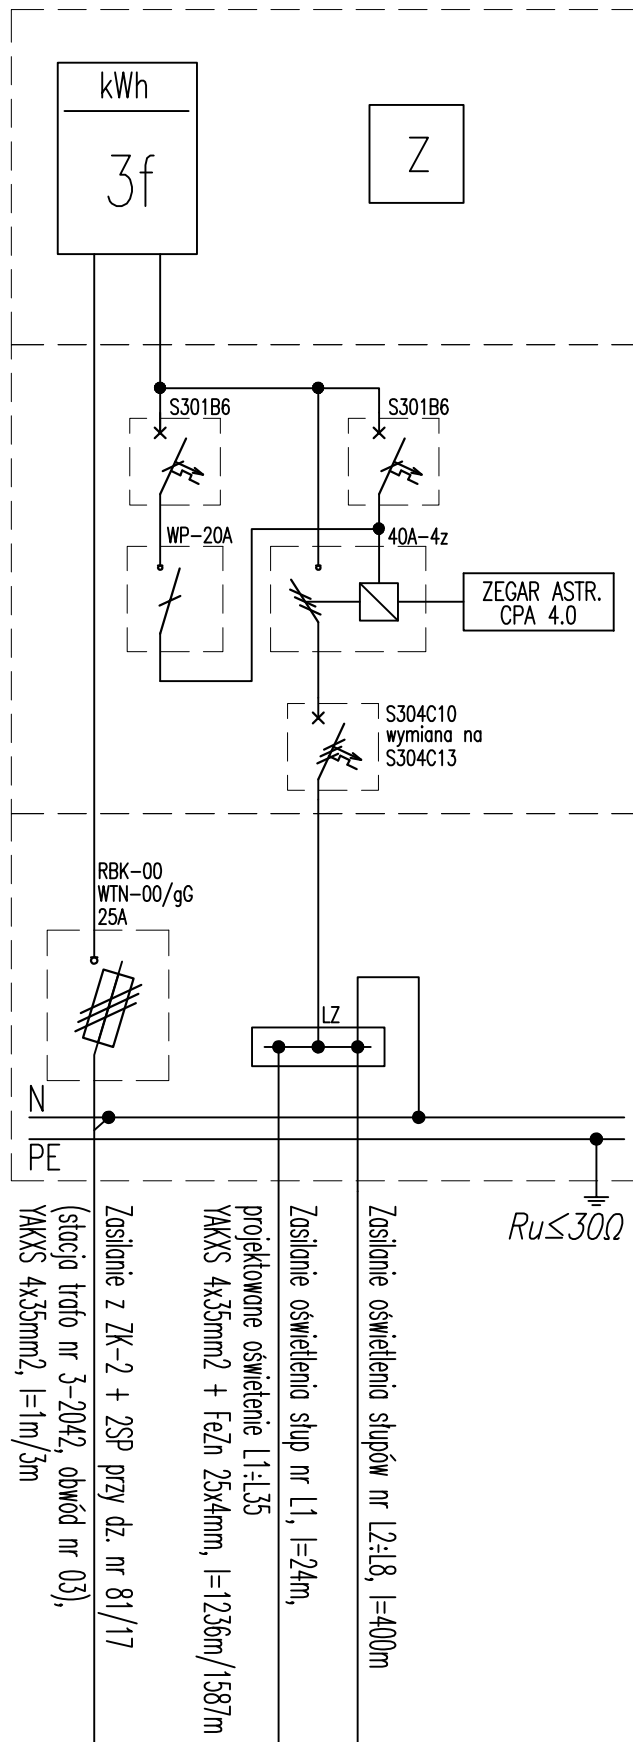 kWh
3f
Z
S301B6
S301B6
WP-20A
40A-4z
ZEGAR ASTR.
CPA 4.0
S304C10
wymiana na
S304C13
RBK-00
WTN-00/gG
25A
LZ
N
PE
Ru≤30Ω
Zasilanie z ZK-2 + 2SP przy dz. nr 81/17
(stacja trafo nr 3-2042, obwód nr 03),
YAKXS 4x35mm2, l=1m/3m
Zasilanie oświetlenia słup nr L1, l=24m,
projektowane oświetenie L1÷L35
YAKXS 4x35mm2 + FeZn 25x4mm, l=1236m/1587m
Zasilanie oświetlenia słupów nr L2÷L8, l=400m